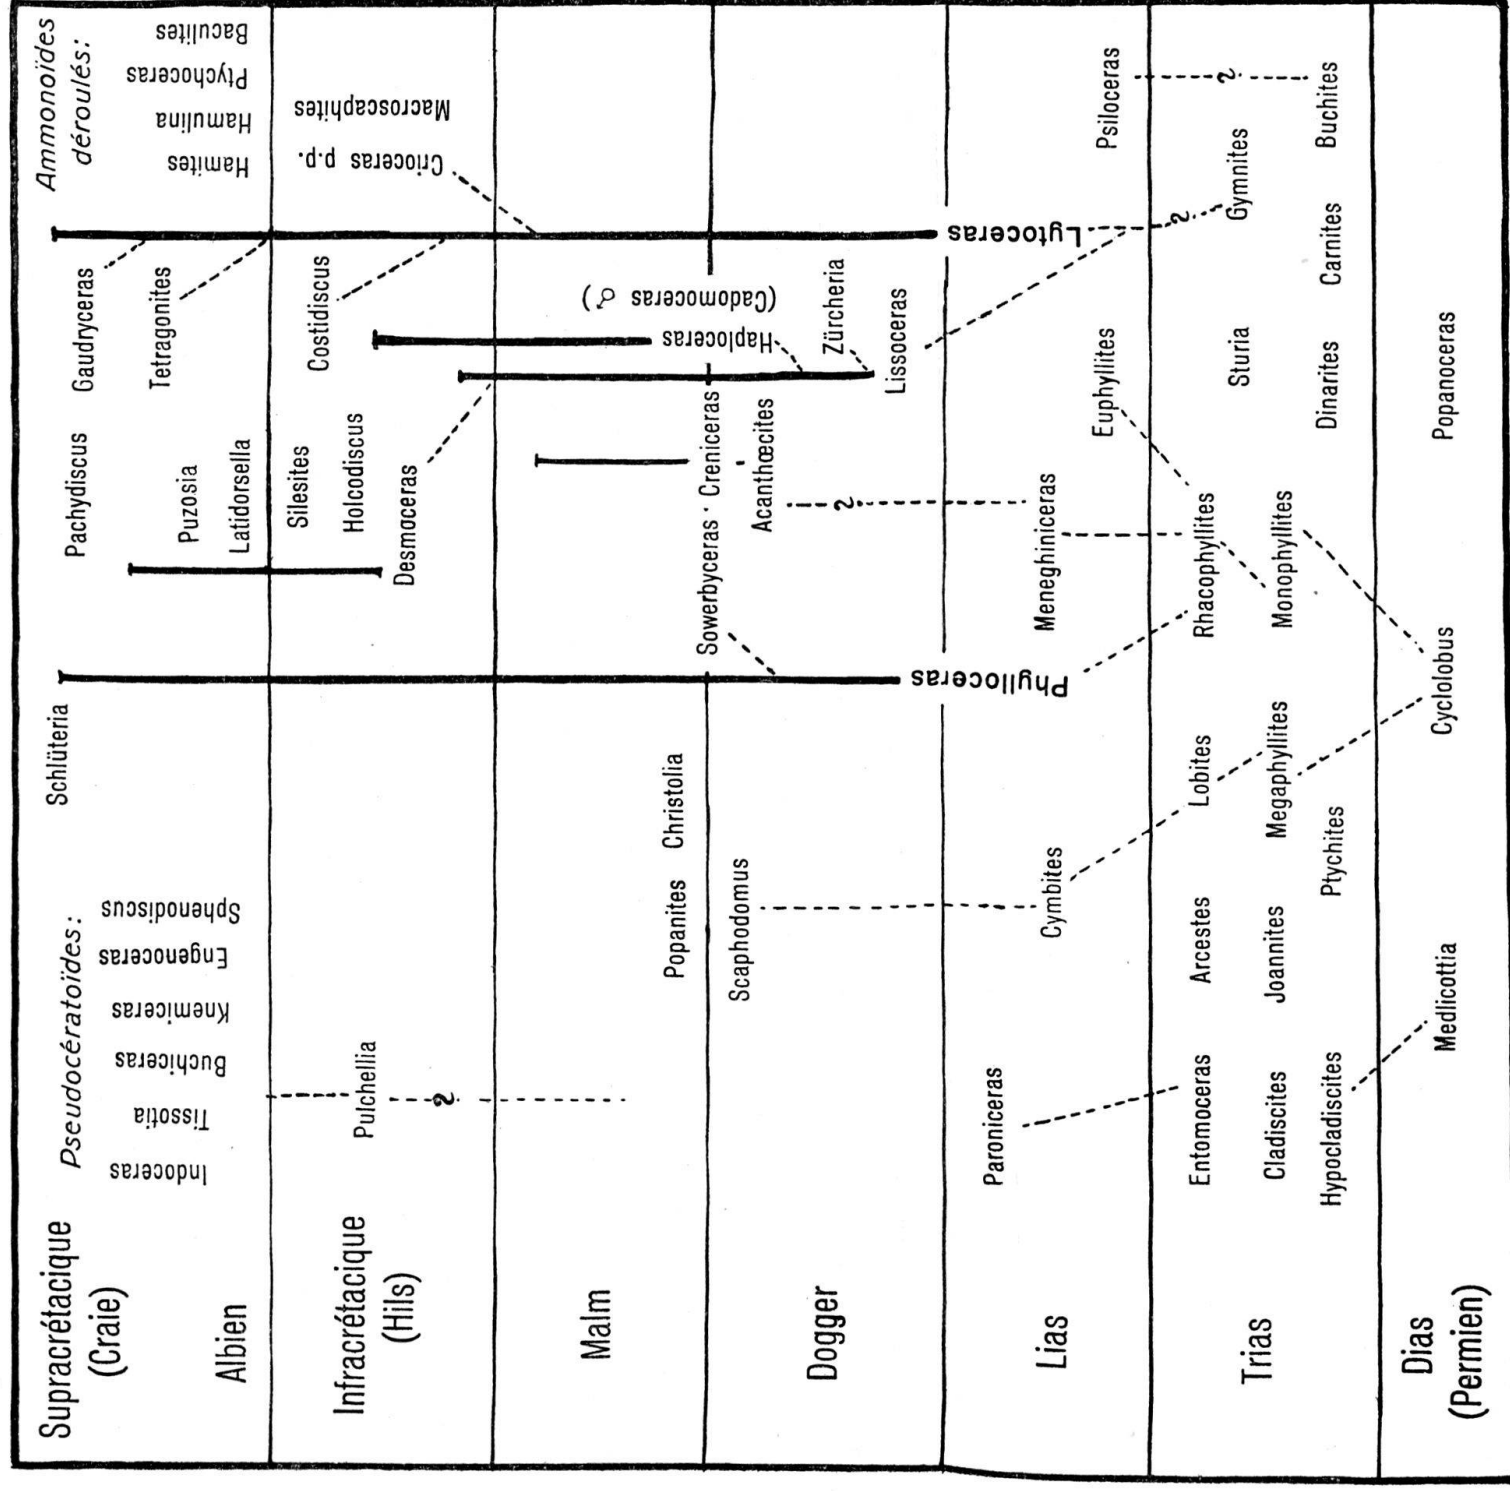 Supracrétacique
(Craie)
Pseudocératoïdes:
Indoceras
Tissotia
Buchiceras
Knemiceras
Engenoceras
Sphenodiscus
Schlüteria
Pachydiscus
Gaudryceras
Ammonoïdes
déroulés:
Hamites
Hamulina
Ptychoceras
Baculites
Albien
Puzosia
Latidorsella
Tetragonites
Infracrétacique
(Hils)
Pulchellia
?
Silesites
Holcodiscus
Desmoceras
Costidiscus
Crioceras p.p.
Macroscaphites
Malm
Popanites
Christolia
Creniceras
Haploceras
(Cadomoceras ♂)
Dogger
Scaphodomus
Sowerbyceras
Acanthœcites
?
Zürcheria
Lissoceras
Phylloceras
Lytoceras
Lias
Paroniceras
Cymbites
Meneghiniceras
Euphyllites
Psiloceras
Trias
Entomoceras
Cladiscites
Hypocladiscites
Arcestes
Joannites
Ptychites
Lobites
Megaphyllites
Rhacophyllites
Monophyllites
Sturia
Dinarites
?
Gymnites
Carnites
?
Buchites
Dias
(Permien)
Medlicottia
Cyclolobus
Popanoceras